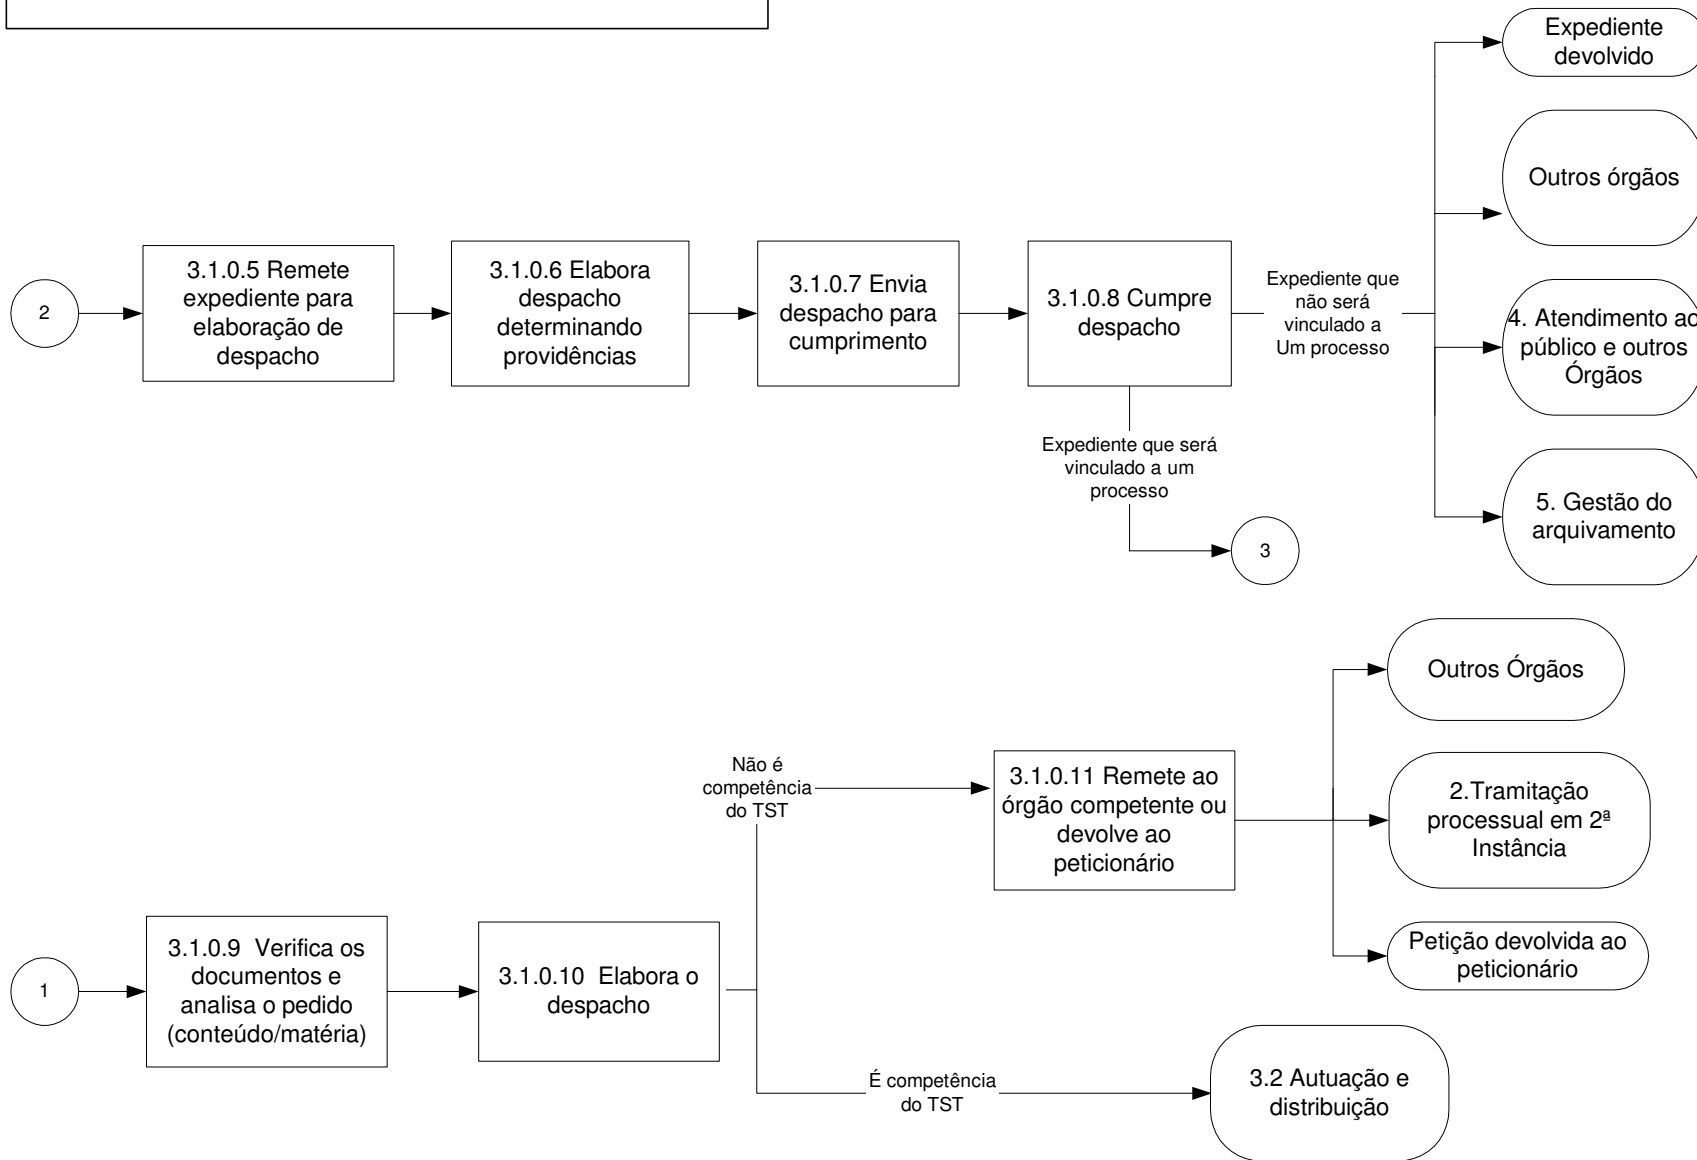 Expediente
devolvido
Outros órgãos
4. Atendimento ao
público e outros
Órgãos
5. Gestão do
arquivamento
2
3.1.0.5 Remete
expediente para
elaboração de
despacho
3.1.0.6 Elabora
despacho
determinando
providências
3.1.0.7 Envia
despacho para
cumprimento
3.1.0.8 Cumpre
despacho
Expediente que
não será
vinculado a
Um processo
Expediente que será
vinculado a um
processo
3
Outros Órgãos
2.Tramitação
processual em 2ª
Instância
Petição devolvida ao
peticionário
Não é
competência
do TST
3.1.0.11 Remete ao
órgão competente ou
devolve ao
peticionário
1
3.1.0.9 Verifica os
documentos e
analisa o pedido
(conteúdo/matéria)
3.1.0.10 Elabora o
despacho
É competência
do TST
3.2 Autuação e
distribuição